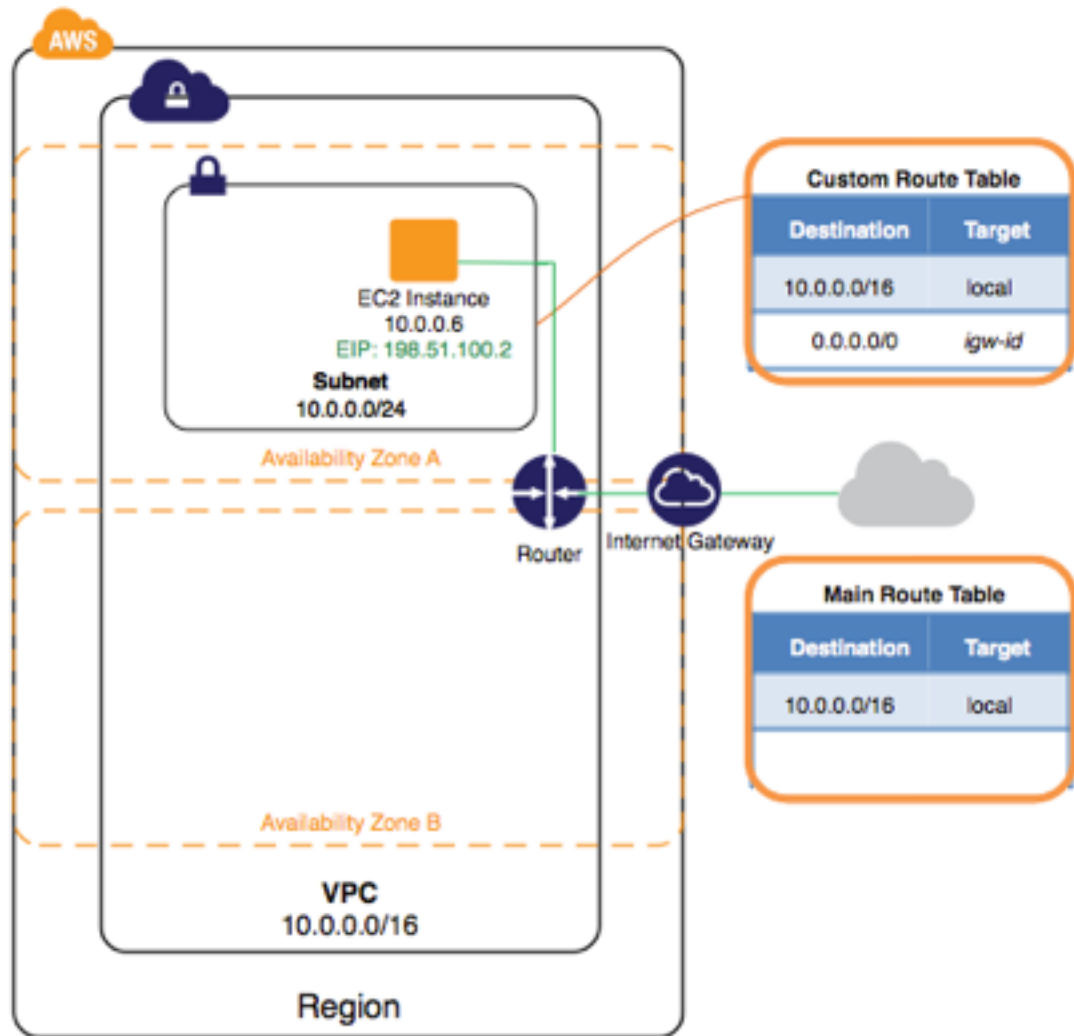 AWS
Custom Route Table
Destination Target
10.0.0.0/16 local
0.0.0.0/0 igw-id
EC2 Instance
10.0.0.6
EIP: 198.51.100.2
Subnet
10.0.0.0/24
Availability Zone A
Router
Internet Gateway
Main Route Table
Destination Target
10.0.0.0/16 local
Availability Zone B
VPC
10.0.0.0/16
Region